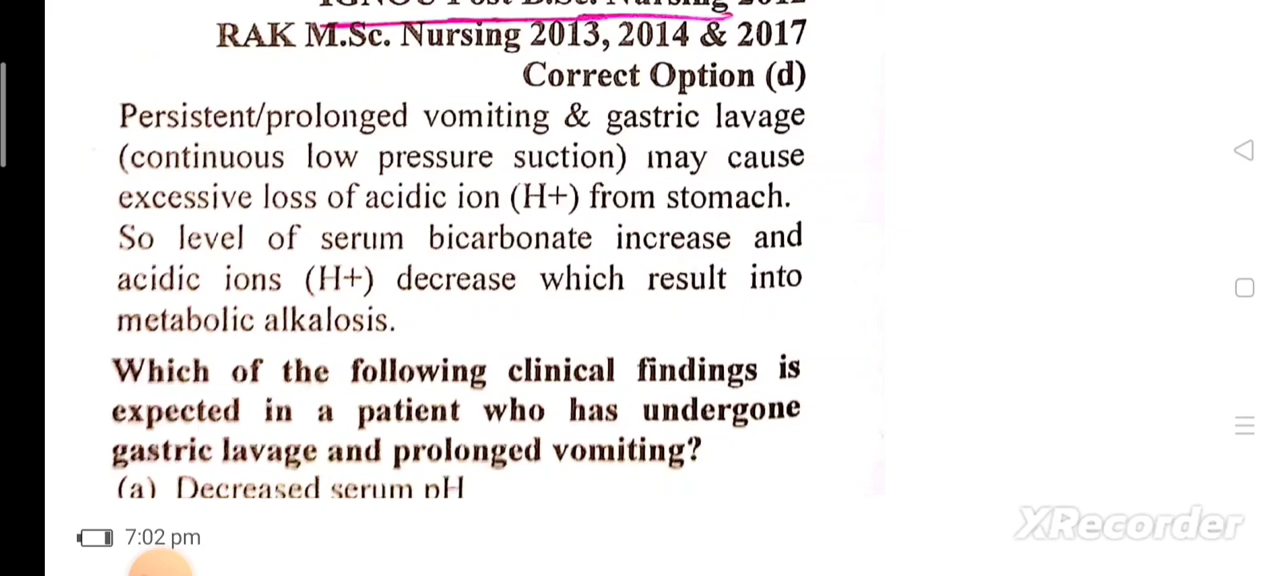 RAK M.Sc. Nursing 2013, 2014 & 2017
Correct Option (d)
Persistent/prolonged vomiting & gastric lavage
(continuous low pressure suction) may cause
excessive loss of acidic ion (H+) from stomach.
So level of serum bicarbonate increase and
acidic ions (H+) decrease which result into
metabolic alkalosis.
Which of the following clinical findings is
expected in a patient who has undergone
gastric lavage and prolonged vomiting?
(a) Decreased serum pH
7:02 pm
XRecorder